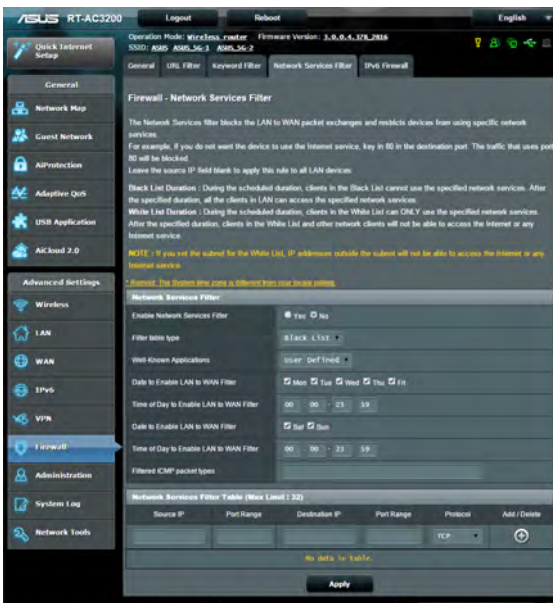 ASUS RT-AC3200
Logout
Reboot
English
Operation Mode: Wireless router Firmware Version: 3.0.0.4.378_2816
SSID: ASUS ASUS_5G-1 ASUS_5G-2
Quick Internet
Setup
General
URL Filter
Keyword Filter
Network Services Filter
IPv6 Firewall
General
Network Map
Guest Network
AiProtection
Adaptive QoS
USB Application
AiCloud 2.0
Advanced Settings
Wireless
LAN
WAN
IPv6
VPN
Firewall
Administration
System Log
Network Tools
Firewall - Network Services Filter
The Network Services filter blocks the LAN to WAN packet exchanges and restricts devices from using specific network
services.
For example, if you do not want the device to use the Internet service, key in 80 in the destination port. The traffic that uses port
80 will be blocked.
Leave the source IP field blank to apply this rule to all LAN devices.
Black List Duration : During the scheduled duration, clients in the Black List cannot use the specified network services. After
the specified duration, all the clients in LAN can access the specified network services.
White List Duration : During the scheduled duration, clients in the White List can ONLY use the specified network services.
After the specified duration, clients in the White List and other network clients will not be able to access the Internet or any
Internet service.
NOTE : If you set the subnet for the White List, IP addresses outside the subnet will not be able to access the Internet or any
Internet service.
* Remind: The System time zone is different from your locale setting.
Network Services Filter
Enable Network Services Filter
Yes No
Filter table type
Black List
Well-Known Applications
User Defined
Date to Enable LAN to WAN Filter
Mon Tue Wed Thu Fri
Time of Day to Enable LAN to WAN Filter
00 00 - 23 59
Date to Enable LAN to WAN Filter
Sat Sun
Time of Day to Enable LAN to WAN Filter
00 00 - 23 59
Filtered ICMP packet types
Network Services Filter Table (Max Limit : 32)
Source IP Port Range Destination IP Port Range Protocol Add / Delete
TCP
No data in table.
Apply